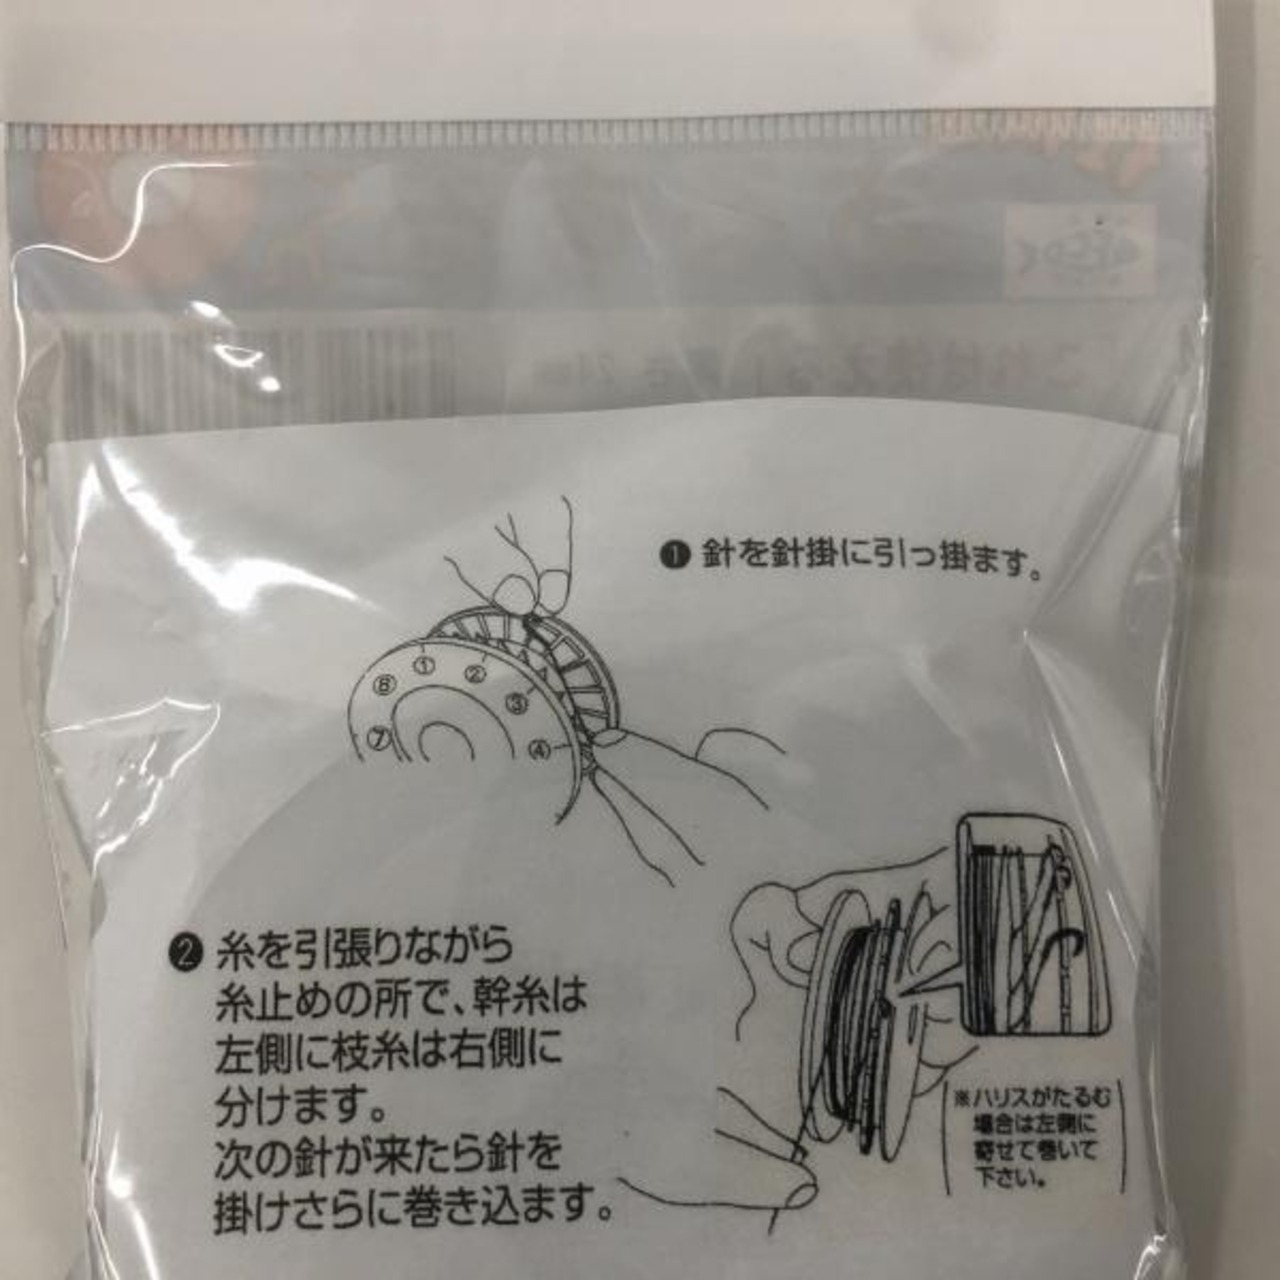 ❶ 針を針掛に引っ掛ます。
① ② ③ ④ ⑦ ⑧
❷ 糸を引張りながら
糸止めの所で、幹糸は
左側に枝糸は右側に
分けます。
次の針が来たら針を
掛けさらに巻き込ます。
※ハリスがたるむ
場合は左側に
寄せて巻いて
下さい。